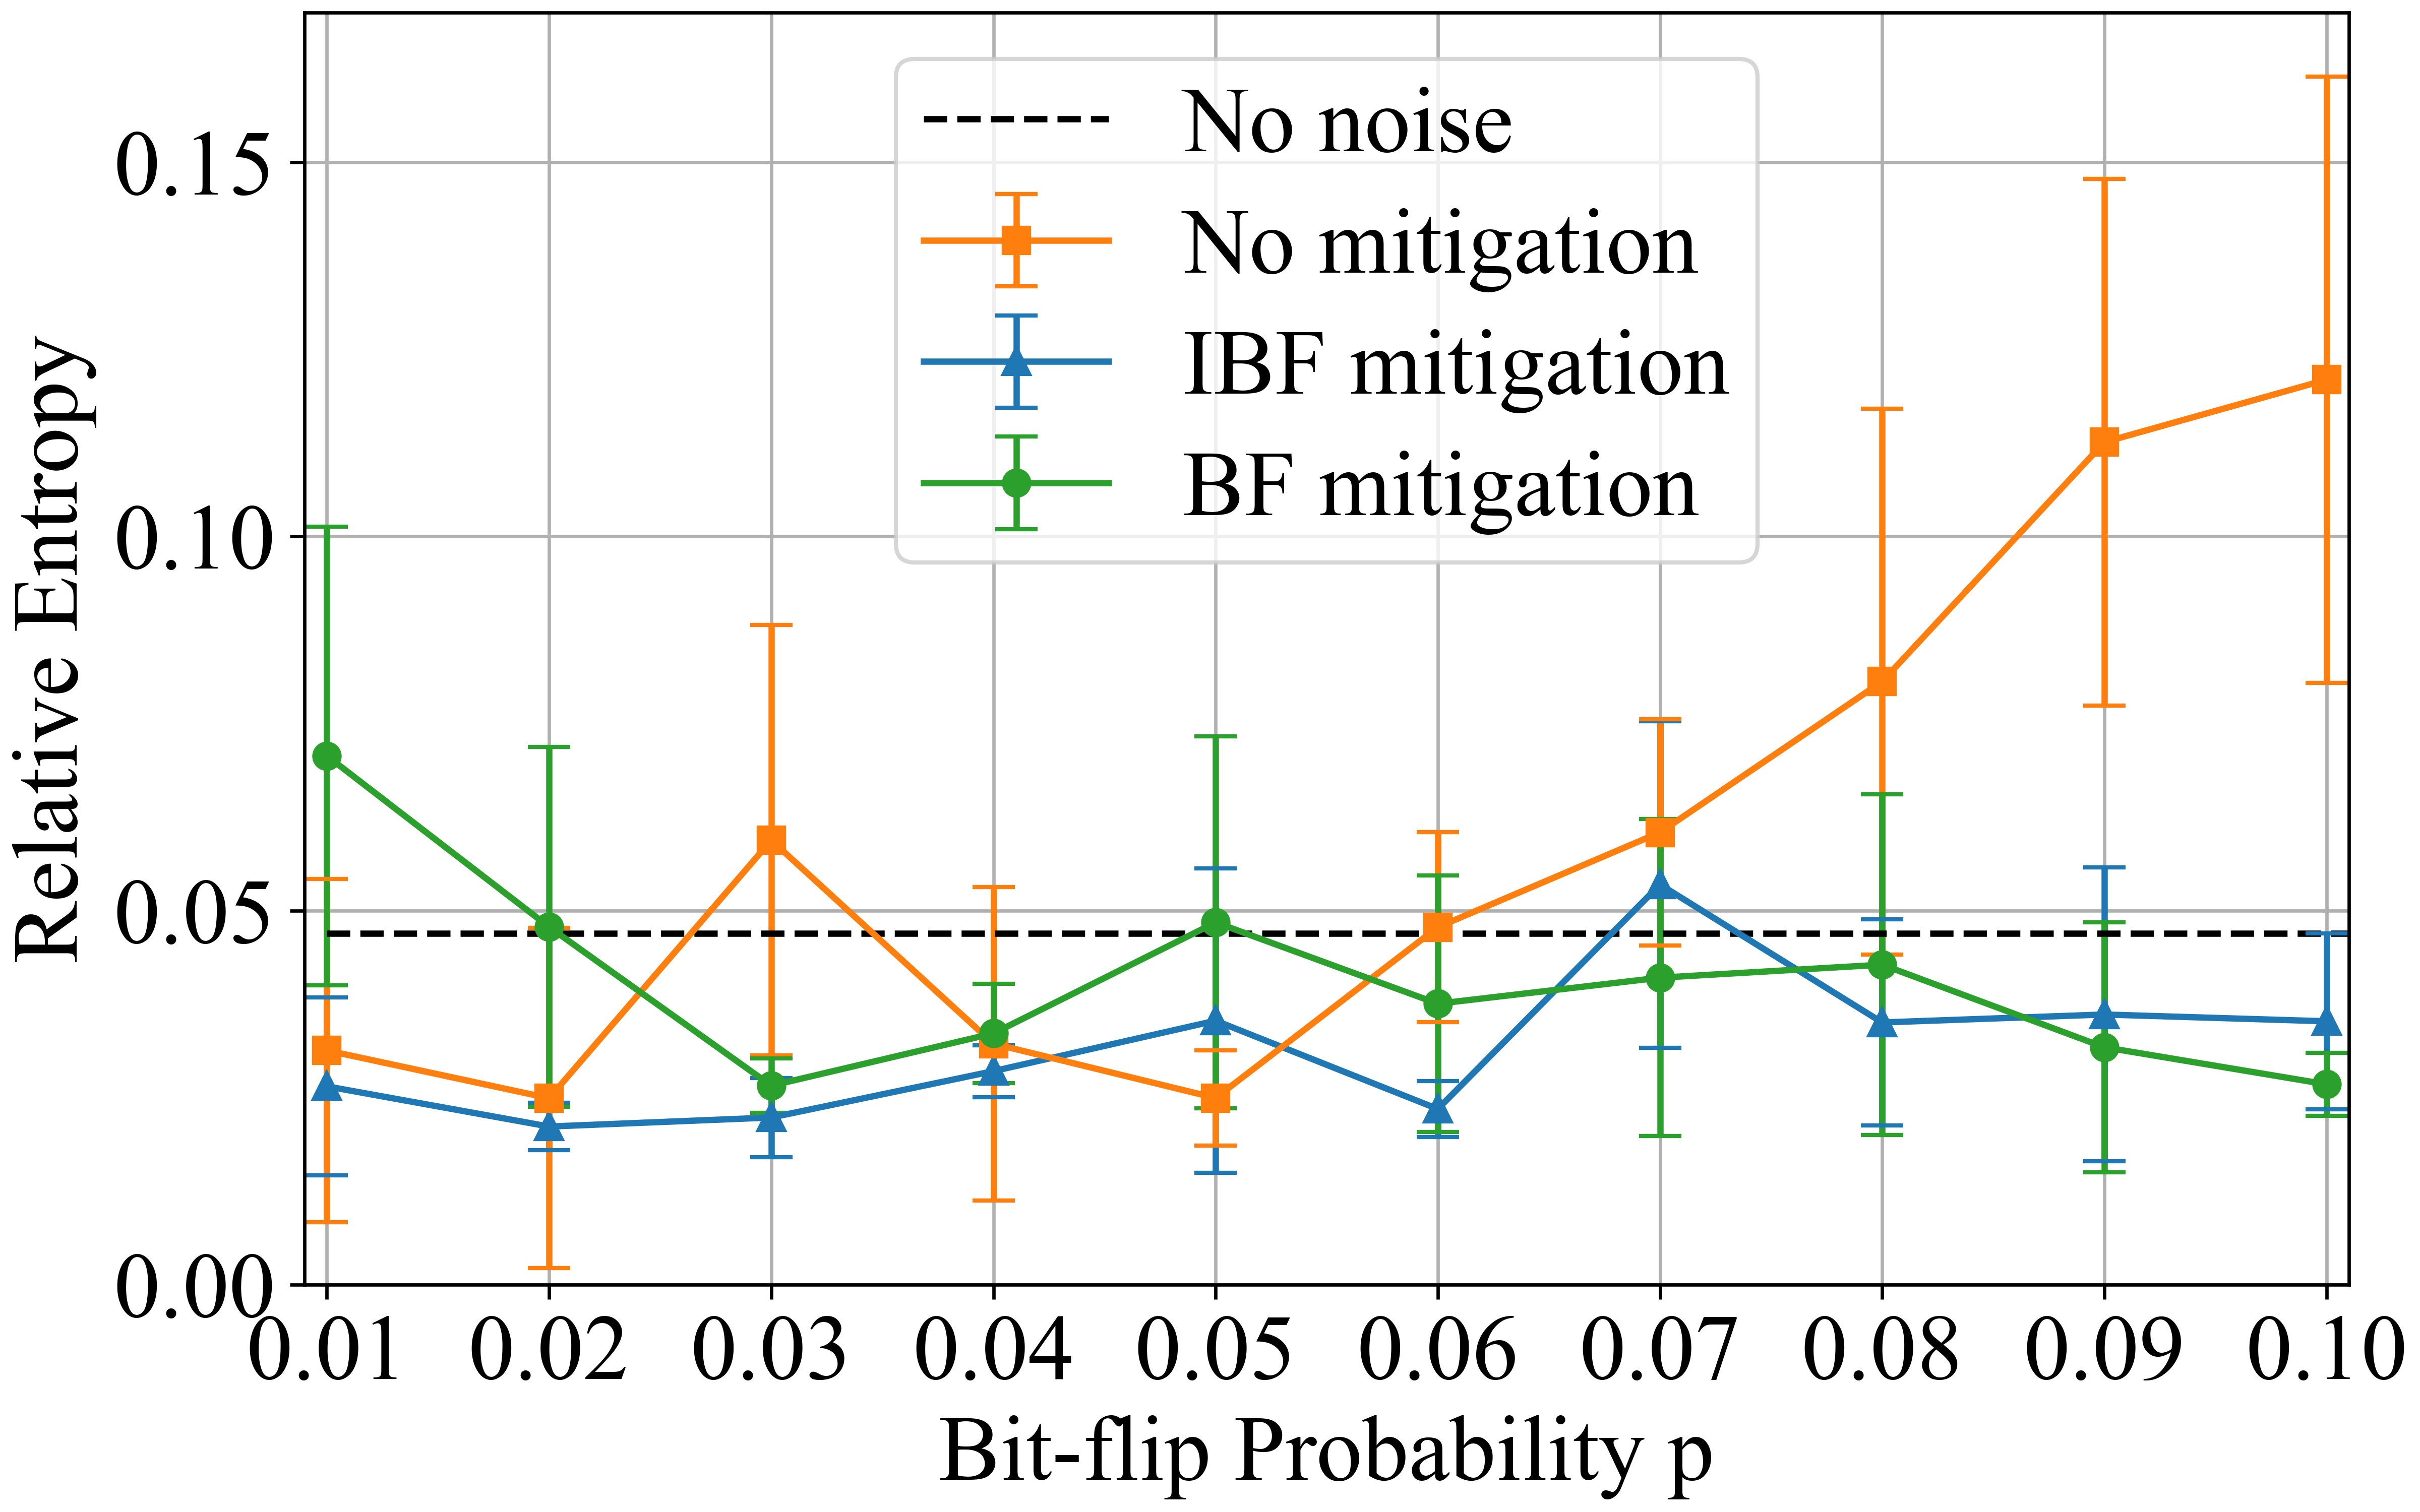 No noise
No mitigation
IBF mitigation
BF mitigation
Relative Entropy
0.15
0.10
0.05
0.00
0.01 0.02 0.03 0.04 0.05 0.06 0.07 0.08 0.09 0.10
Bit-flip Probability p